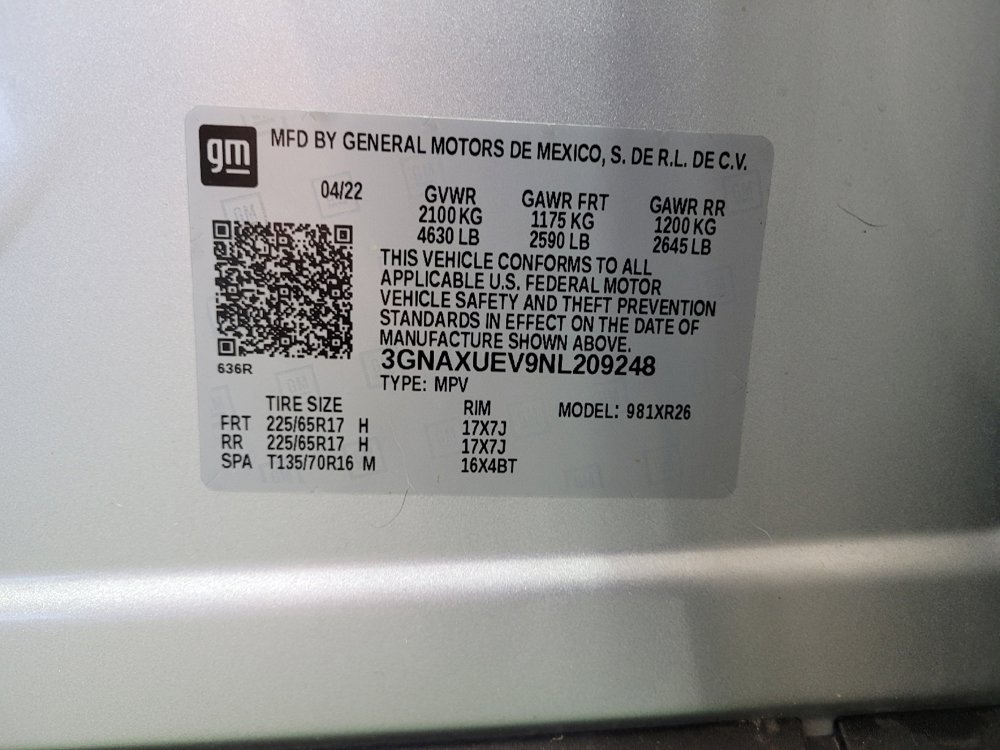 gm
MFD BY GENERAL MOTORS DE MEXICO, S. DE R.L. DE C.V.
04/22 GVWR GAWR FRT GAWR RR
2100 KG 1175 KG 1200 KG
4630 LB 2590 LB 2645 LB
THIS VEHICLE CONFORMS TO ALL
APPLICABLE U.S. FEDERAL MOTOR
VEHICLE SAFETY AND THEFT PREVENTION
STANDARDS IN EFFECT ON THE DATE OF
MANUFACTURE SHOWN ABOVE.
3GNAXUEV9NL209248
636R
TYPE: MPV
TIRE SIZE RIM MODEL: 981XR26
FRT 225/65R17 H 17X7J
RR 225/65R17 H 17X7J
SPA T135/70R16 M 16X4BT